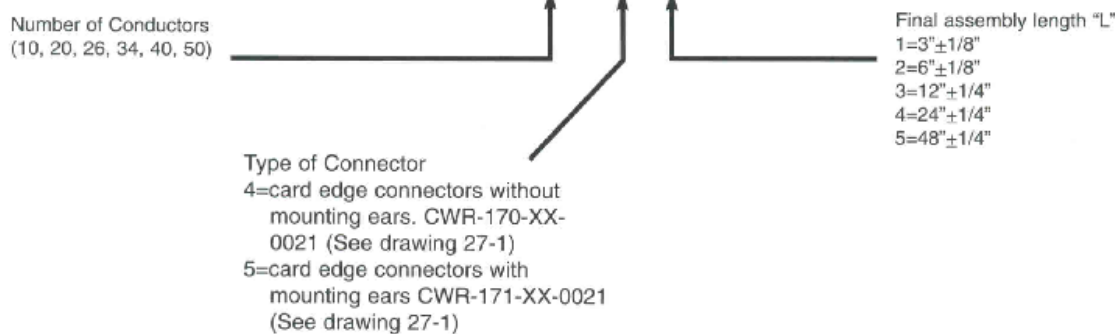 Number of Conductors
(10, 20, 26, 34, 40, 50)
Final assembly length “L”
1=3”±1/8”
2=6”±1/8”
3=12”±1/4”
4=24”±1/4”
5=48”±1/4”
Type of Connector
4=card edge connectors without
mounting ears. CWR-170-XX-
0021 (See drawing 27-1)
5=card edge connectors with
mounting ears CWR-171-XX-0021
(See drawing 27-1)